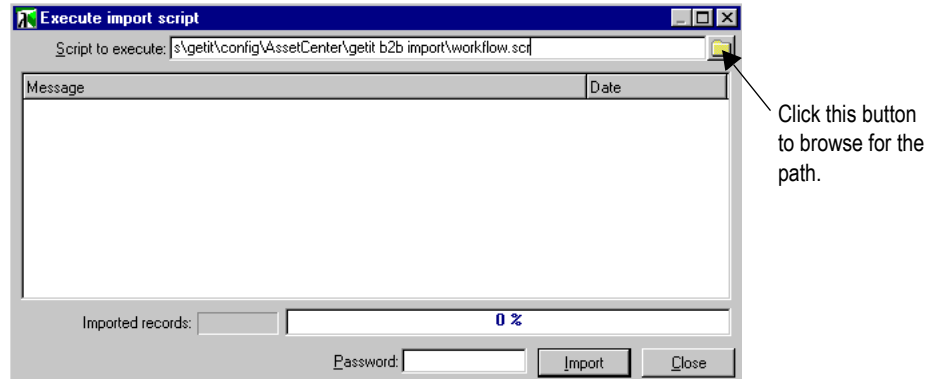 Execute import script
Script to execute: s\getit\config\AssetCenter\getit b2b import\workflow.scr
Message Date
Click this button
to browse for the
path.
Imported records: 0 %
Password: Import Close